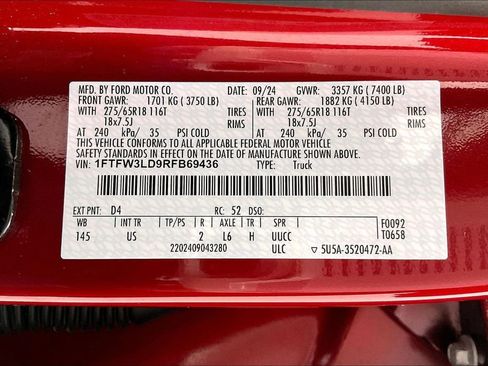 MFD. BY FORD MOTOR CO. 09/24 GVWR: 3357 KG ( 7400 LB)
FRONT GAWR: 1701 KG ( 3750 LB) REAR GAWR: 1882 KG ( 4150 LB)
WITH 275/65R18 116T TIRES WITH 275/65R18 116T TIRES
18x7.5J RIMS 18x7.5J RIMS
AT 240 kPa/ 35 PSI COLD AT 240 kPa/ 35 PSI COLD
THIS VEHICLE CONFORMS TO ALL APPLICABLE FEDERAL MOTOR VEHICLE
SAFETY STANDARDS IN EFFECT ON THE DATE OF MANUFACTURE SHOWN ABOVE.
VIN: 1FTFW3LD9RFB69436 TYPE: Truck
EXT PNT: D4 RC: 52 DSO: F0092
WB INT TR TP/PS R AXLE TR SPR T0658
145 US 2 L6 H UUCC
2202409043280 ULC 5U5A-3520472-AA